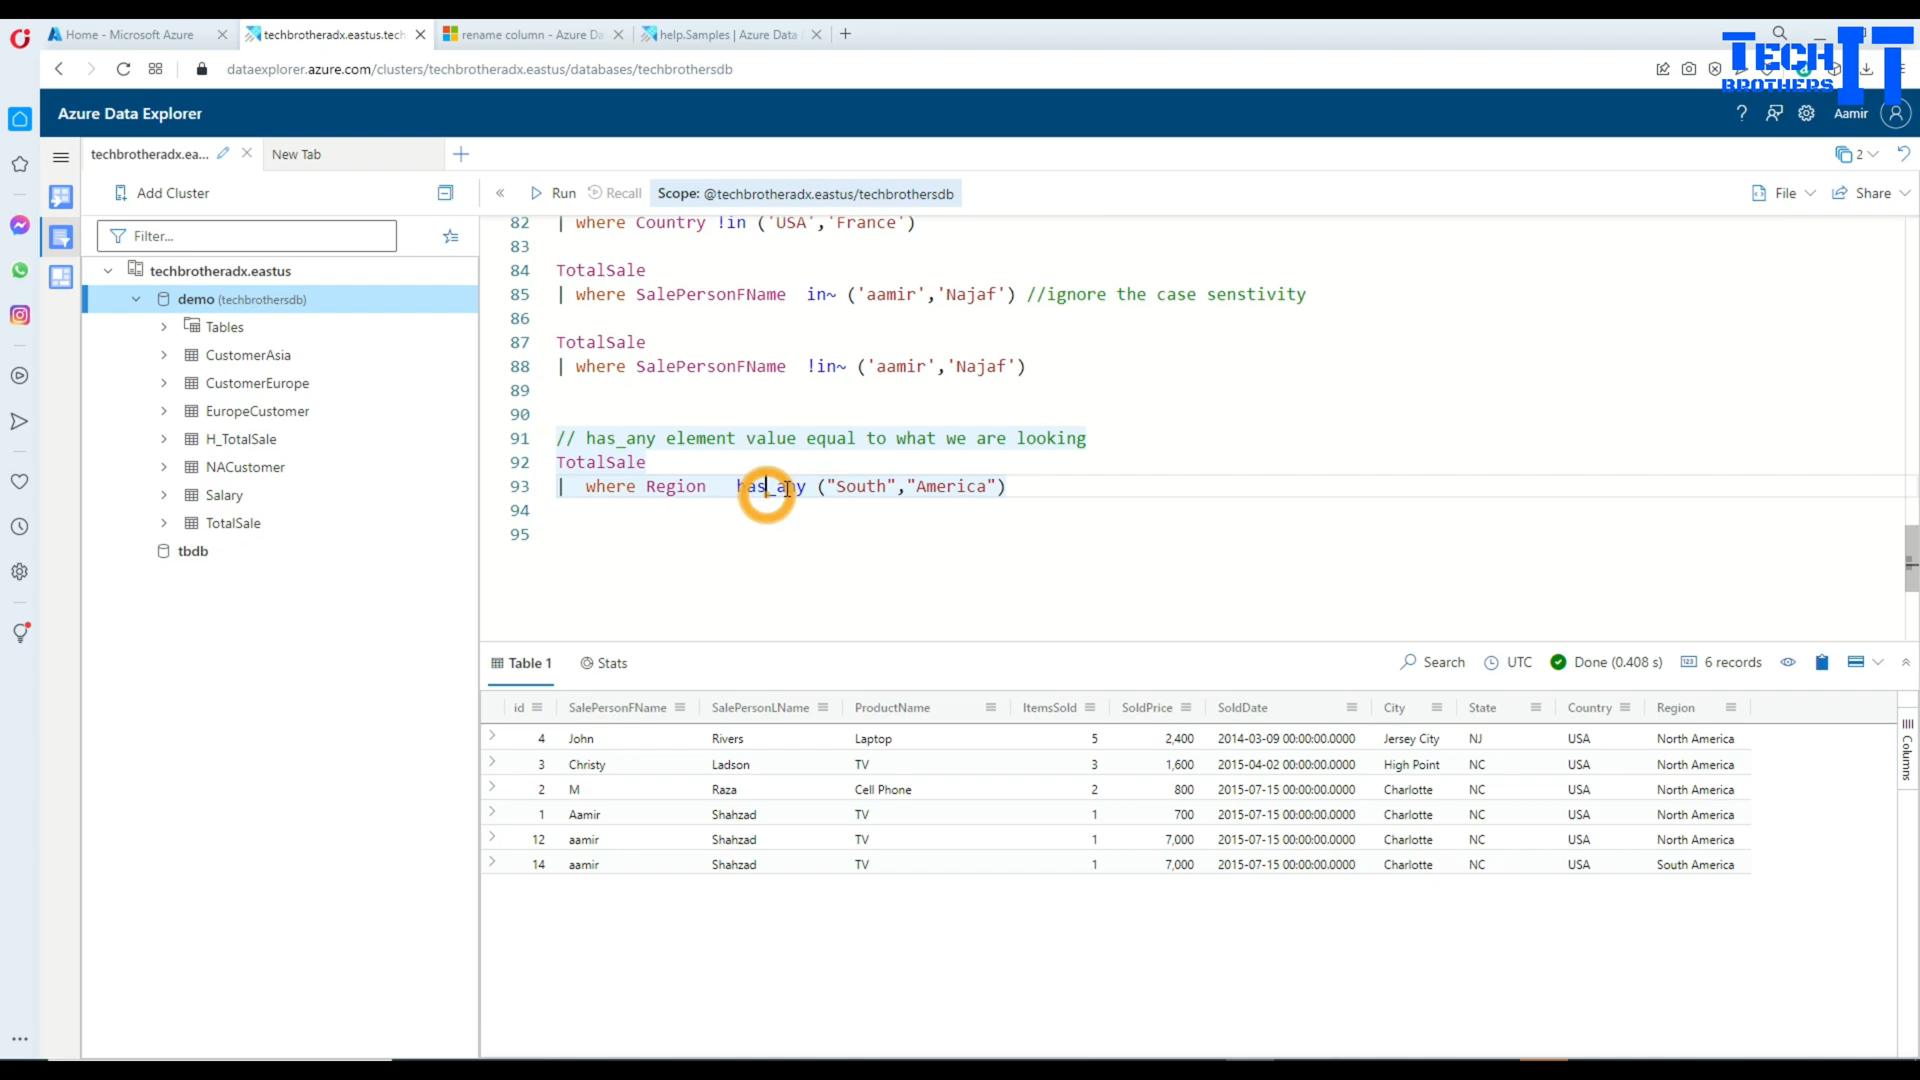 Home - Microsoft Azure
techbrotheradx.eastus.tech
rename column - Azure Da
help.Samples | Azure Data
dataexplorer.azure.com/clusters/techbrotheradx.eastus/databases/techbrothersdb
TECH IT
BROTHERS
Azure Data Explorer
? Aamir
techbrotheradx.ea...
New Tab
2
Add Cluster
Run
Recall
Scope: @techbrotheradx.eastus/techbrothersdb
File
Share
Filter...
techbrotheradx.eastus
demo (techbrothersdb)
Tables
CustomerAsia
CustomerEurope
EuropeCustomer
H_TotalSale
NACustomer
Salary
TotalSale
tbdb
82 | where Country !in ('USA','France')
83
84 TotalSale
85 | where SalePersonFName in~ ('aamir','Najaf') //ignore the case senstivity
86
87 TotalSale
88 | where SalePersonFName !in~ ('aamir','Najaf')
89
90
91 // has_any element value equal to what we are looking
92 TotalSale
93 | where Region has_any ("South","America")
94
95
Table 1 Stats Search UTC Done (0.408 s) 6 records
id SalePersonFName SalePersonLName ProductName ItemsSold SoldPrice SoldDate City State Country Region
4 John Rivers Laptop 5 2,400 2014-03-09 00:00:00.0000 Jersey City NJ USA North America
3 Christy Ladson TV 3 1,600 2015-04-02 00:00:00.0000 High Point NC USA North America
2 M Raza Cell Phone 2 800 2015-07-15 00:00:00.0000 Charlotte NC USA North America
1 Aamir Shahzad TV 1 700 2015-07-15 00:00:00.0000 Charlotte NC USA North America
12 aamir Shahzad TV 1 7,000 2015-07-15 00:00:00.0000 Charlotte NC USA North America
14 aamir Shahzad TV 1 7,000 2015-07-15 00:00:00.0000 Charlotte NC USA South America
Columns